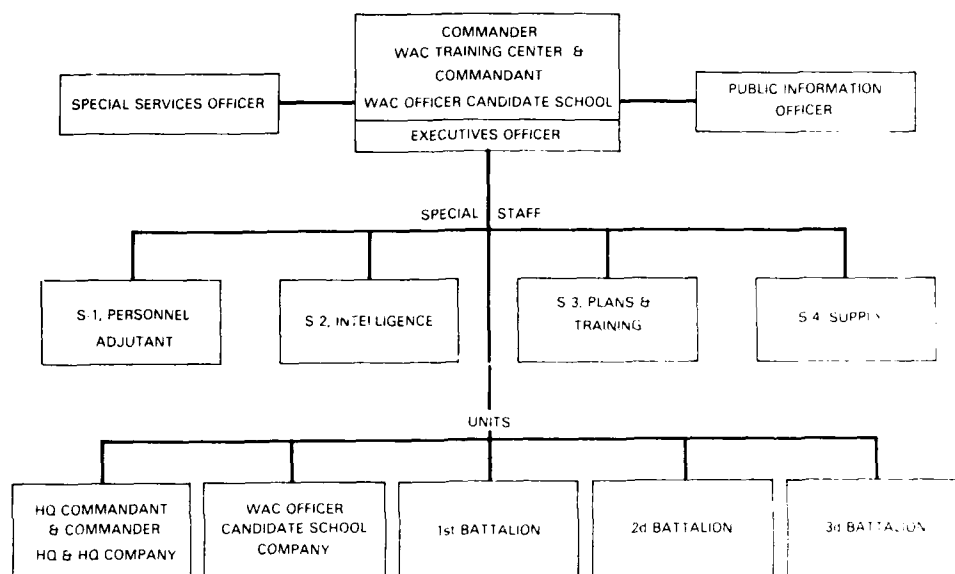 COMMANDER
WAC TRAINING CENTER &
COMMANDANT
WAC OFFICER CANDIDATE SCHOOL
EXECUTIVES OFFICER
SPECIAL SERVICES OFFICER
PUBLIC INFORMATION
OFFICER
SPECIAL STAFF
S-1, PERSONNEL
ADJUTANT
S 2, INTELLIGENCE
S 3, PLANS &
TRAINING
S 4, SUPPLY
UNITS
HQ COMMANDANT
& COMMANDER
HQ & HQ COMPANY
WAC OFFICER
CANDIDATE SCHOOL
COMPANY
1st BATTALION
2d BATTALION
3d BATTALION